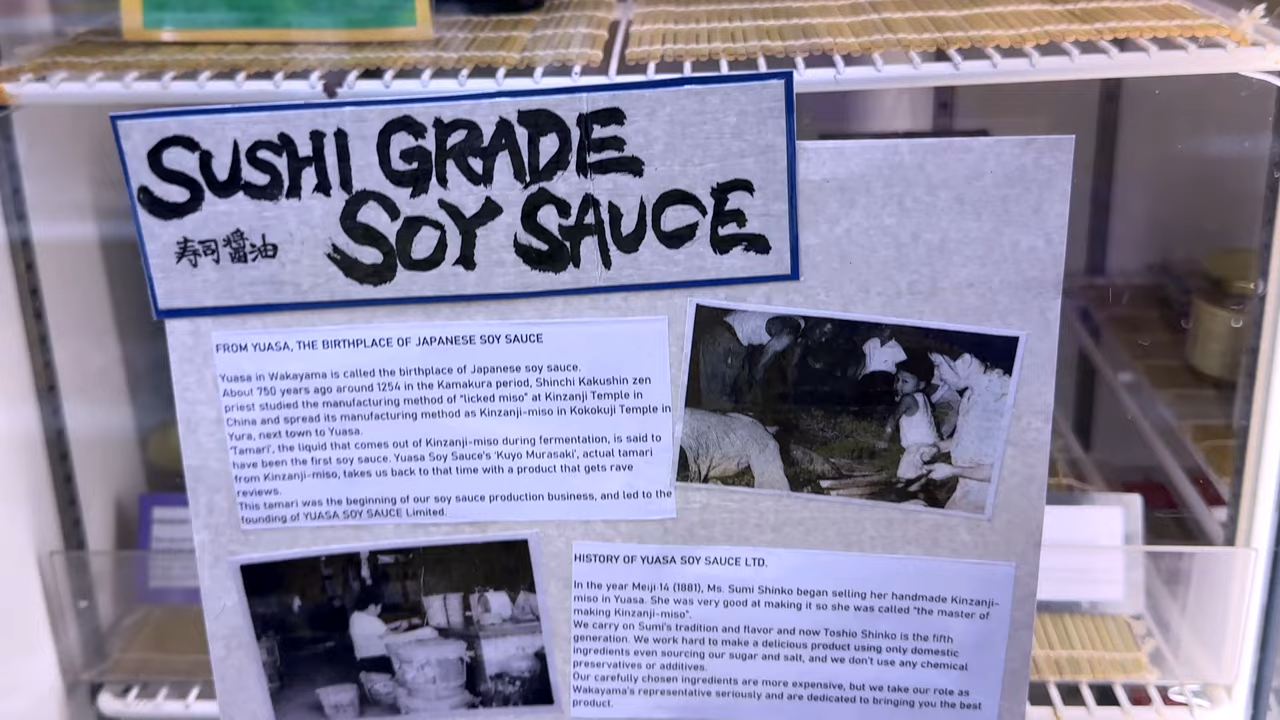 SUSHI GRADE
SOY SAUCE
寿司醤油
FROM YUASA, THE BIRTHPLACE OF JAPANESE SOY SAUCE
Yuasa in Wakayama is called the birthplace of Japanese soy sauce.
About 750 years ago around 1254 in the Kamakura period, Shinchi Kakushin zen
priest studied the manufacturing method of "licked miso" at Kinzanji Temple in
China and spread its manufacturing method as Kinzanji-miso in Kokokuji Temple in
Yura, next town to Yuasa.
'Tamari', the liquid that comes out of Kinzanji-miso during fermentation, is said to
have been the first soy sauce. Yuasa Soy Sauce's 'Kuyo Murasaki', actual tamari
from Kinzanji-miso, takes us back to that time with a product that gets rave
reviews.
This tamari was the beginning of our soy sauce production business, and led to the
founding of YUASA SOY SAUCE Limited.
HISTORY OF YUASA SOY SAUCE LTD.
In the year Meiji 14 (1881), Ms. Sumi Shinko began selling her handmade Kinzanji-
miso in Yuasa. She was very good at making it so she was called "the master of
making Kinzanji-miso".
We carry on Sumi's tradition and flavor and now Toshio Shinko is the fifth
generation. We work hard to make a delicious product using only domestic
ingredients even sourcing our sugar and salt, and we don't use any chemical
preservatives or additives.
Our carefully chosen ingredients are more expensive, but we take our role as
Wakayama's representative seriously and are dedicated to bringing you the best
product.